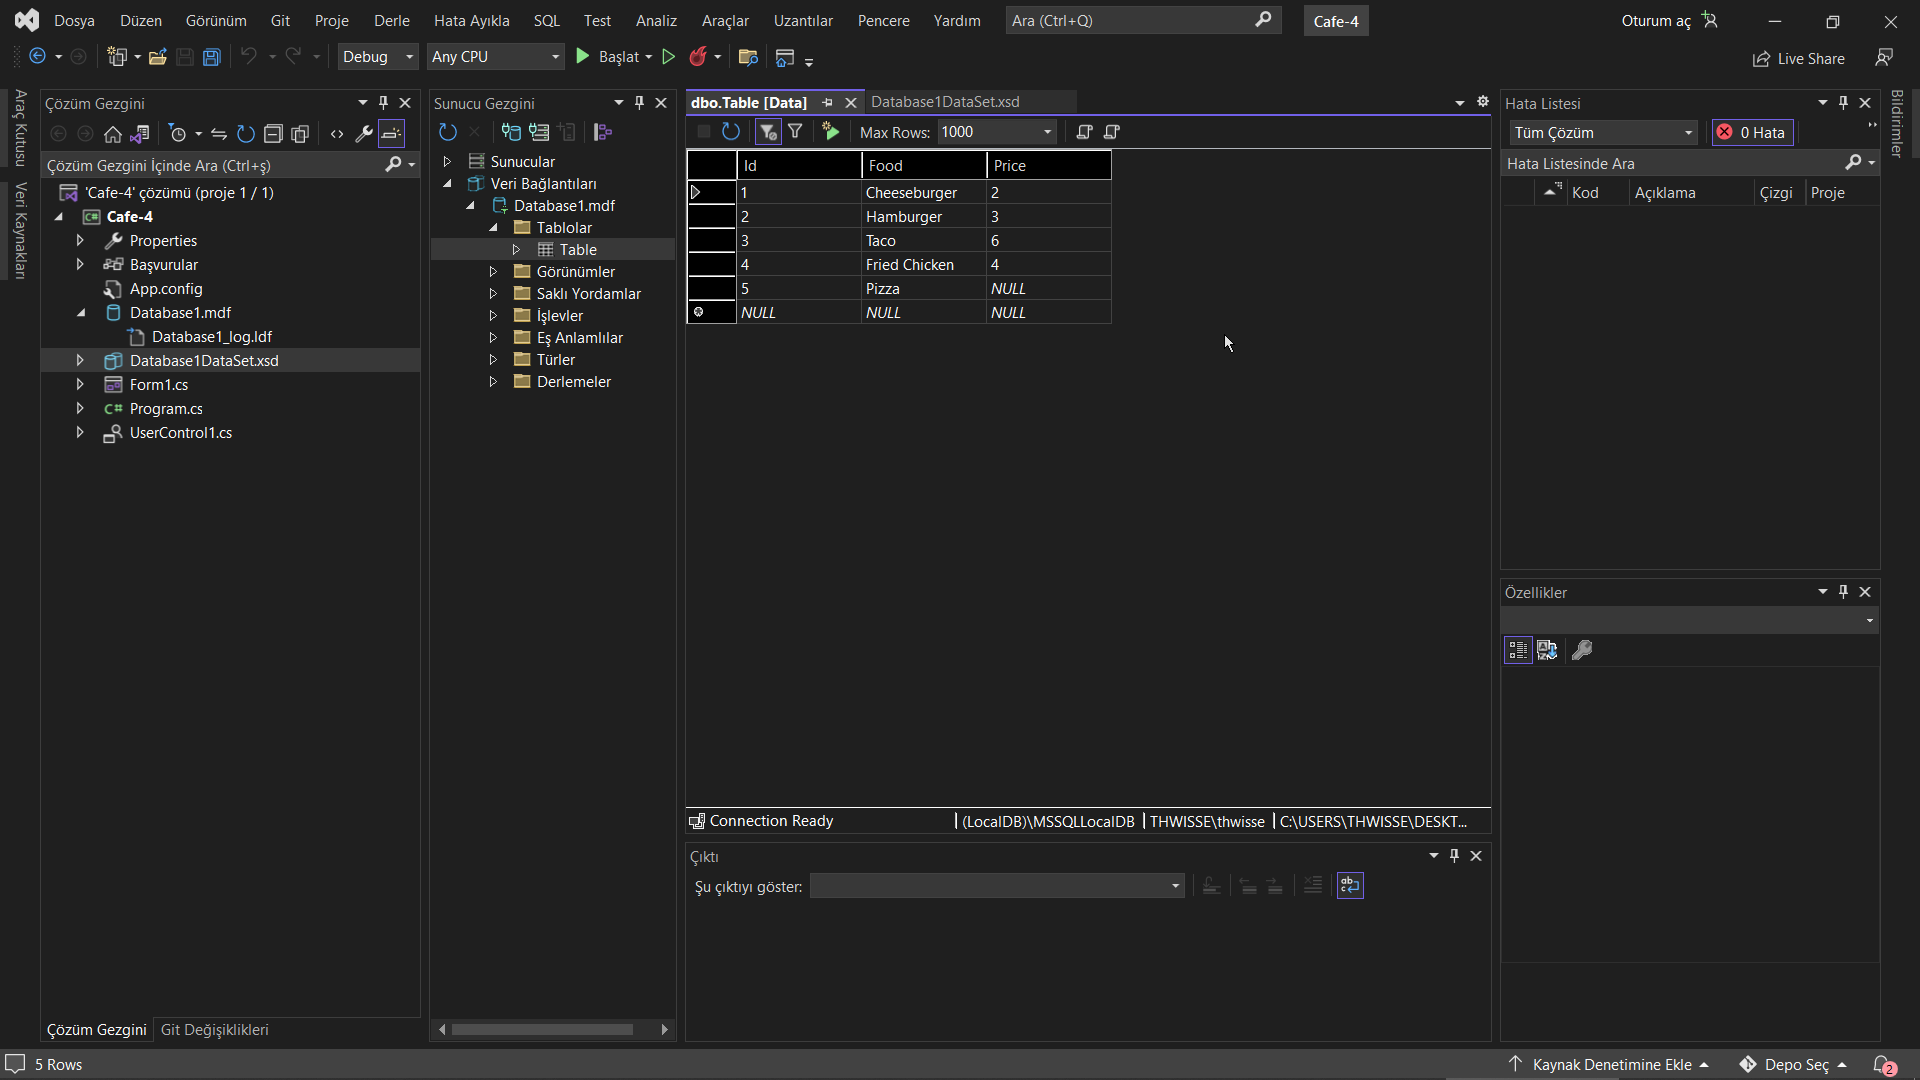 Dosya Düzen Görünüm Git Proje Derle Hata Ayıkla SQL Test Analiz Araçlar Uzantılar Pencere Yardım Ara (Ctrl+Q) Cafe-4 Oturum aç
Debug Any CPU Başlat Live Share
Araç Kutusu
Veri Kaynakları
Çözüm Gezgini
Çözüm Gezgini İçinde Ara (Ctrl+ş)
'Cafe-4' çözümü (proje 1 / 1)
Cafe-4
Properties
Başvurular
App.config
Database1.mdf
Database1_log.ldf
Database1DataSet.xsd
Form1.cs
Program.cs
UserControl1.cs
Çözüm Gezgini Git Değişiklikleri
Sunucu Gezgini
Sunucular
Veri Bağlantıları
Database1.mdf
Tablolar
Table
Görünümler
Saklı Yordamlar
İşlevler
Eş Anlamlılar
Türler
Derlemeler
dbo.Table [Data] Database1DataSet.xsd
Max Rows: 1000
Id Food Price
1 Cheeseburger 2
2 Hamburger 3
3 Taco 6
4 Fried Chicken 4
5 Pizza NULL
NULL NULL NULL
Connection Ready (LocalDB)\MSSQLLocalDB THWISSE\thwisse C:\USERS\THWISSE\DESKT...
Çıktı
Şu çıktıyı göster:
Hata Listesi
Tüm Çözüm 0 Hata
Hata Listesinde Ara
Kod Açıklama Çizgi Proje
Özellikler
Bildirimler
5 Rows Kaynak Denetimine Ekle Depo Seç 2